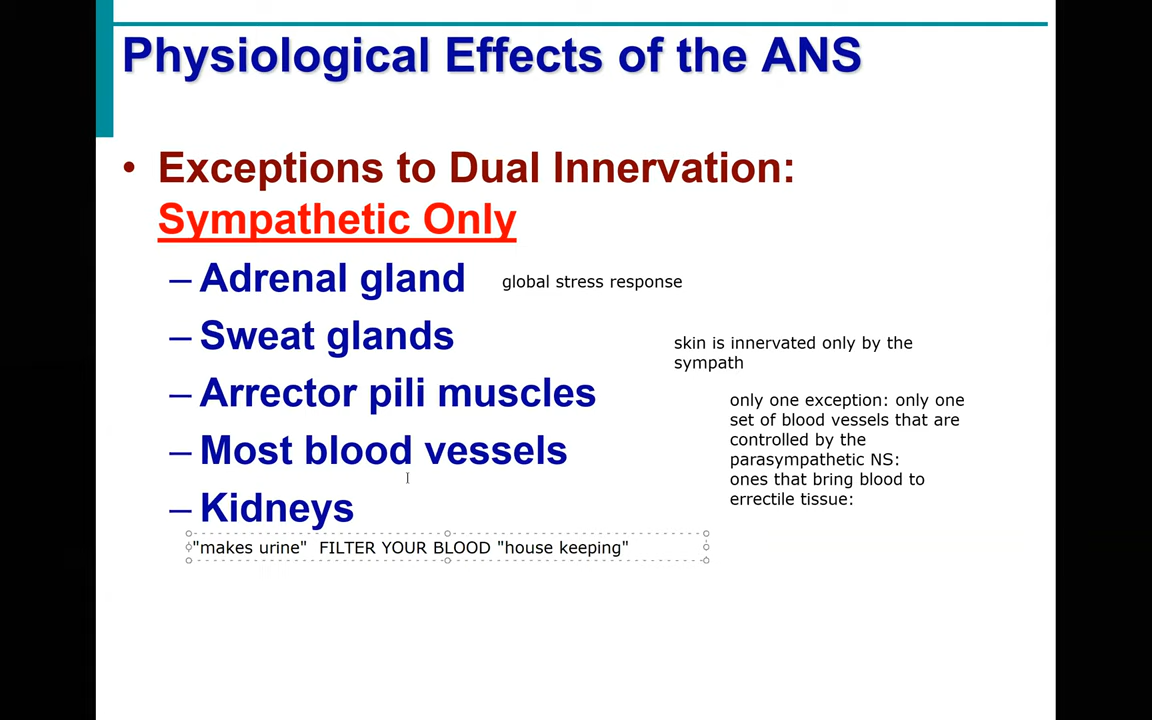 Physiological Effects of the ANS
• Exceptions to Dual Innervation:
Sympathetic Only
– Adrenal gland
global stress response
– Sweat glands
skin is innervated only by the
sympath
– Arrector pili muscles
only one exception: only one
set of blood vessels that are
controlled by the
parasympathetic NS:
ones that bring blood to
errectile tissue:
– Most blood vessels
– Kidneys
"makes urine"  FILTER YOUR BLOOD "house keeping"